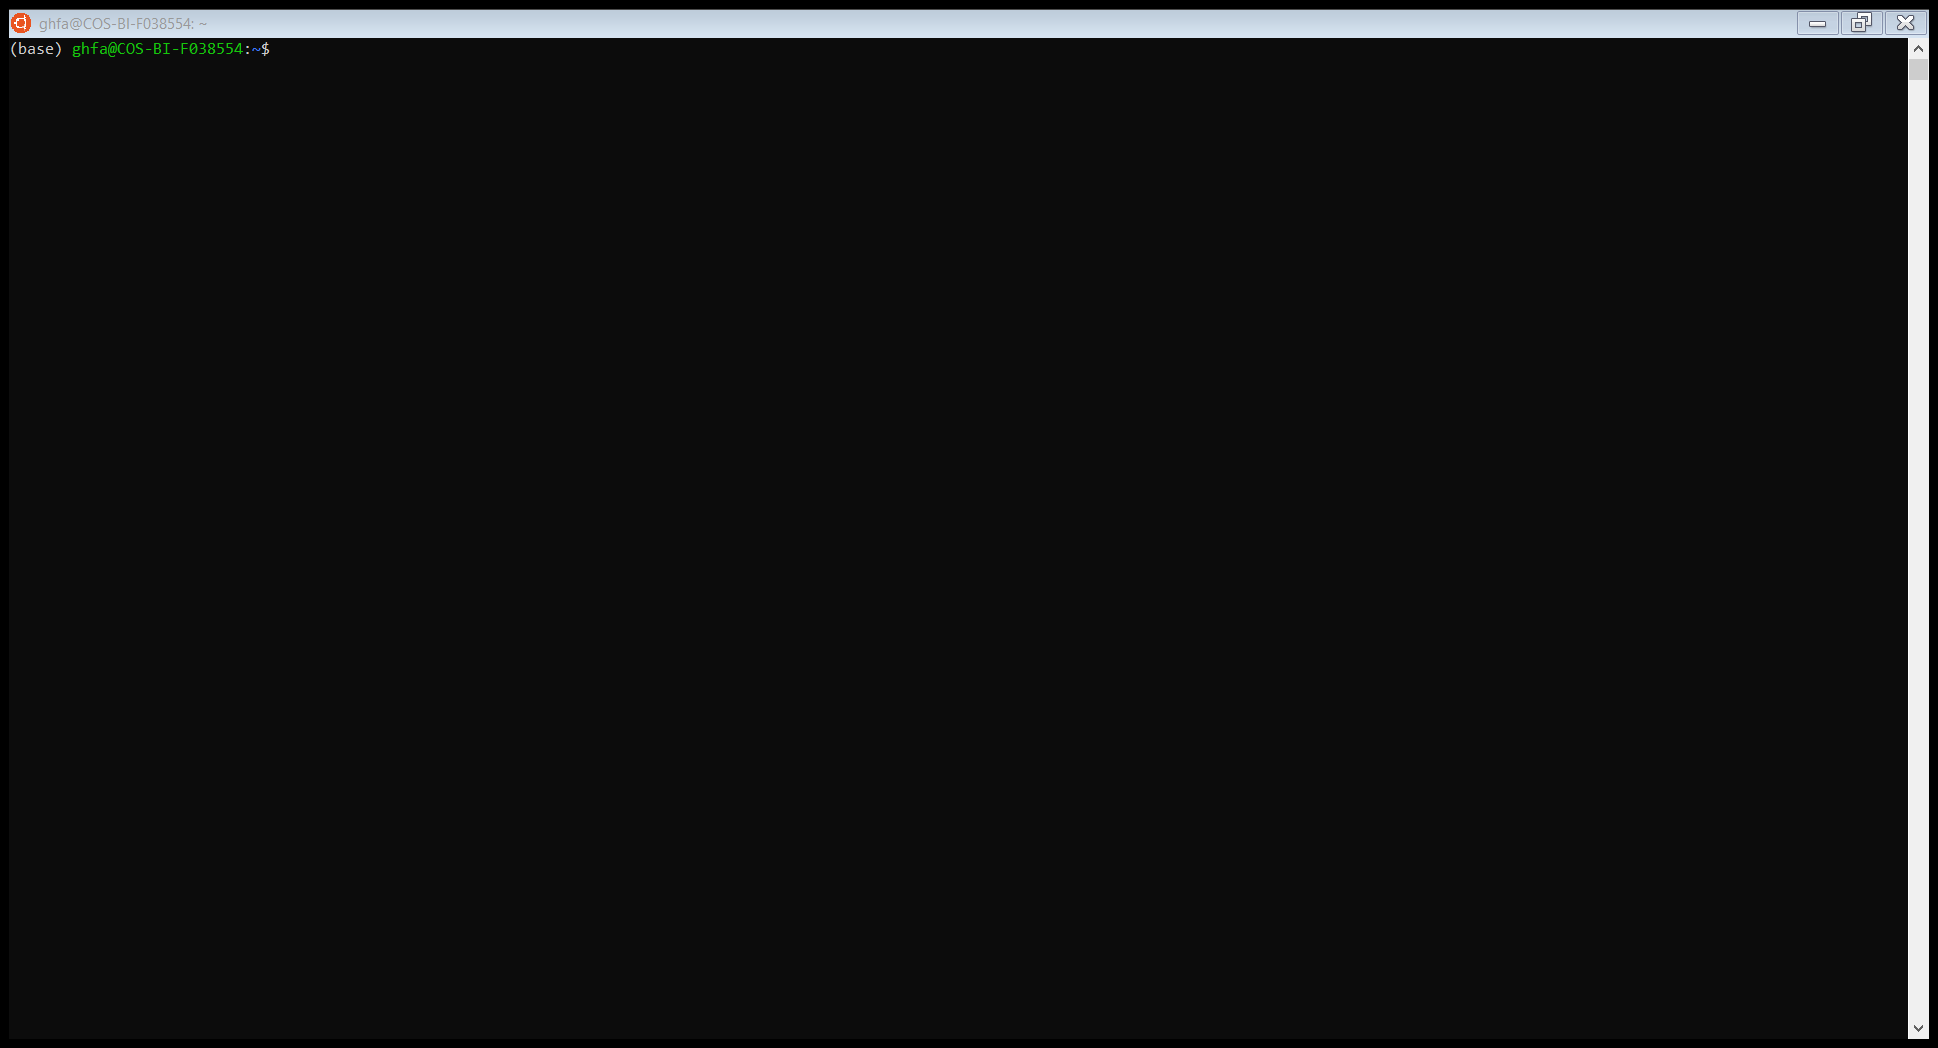 ghfa@COS-BI-F038554: ~
(base) ghfa@COS-BI-F038554:~$